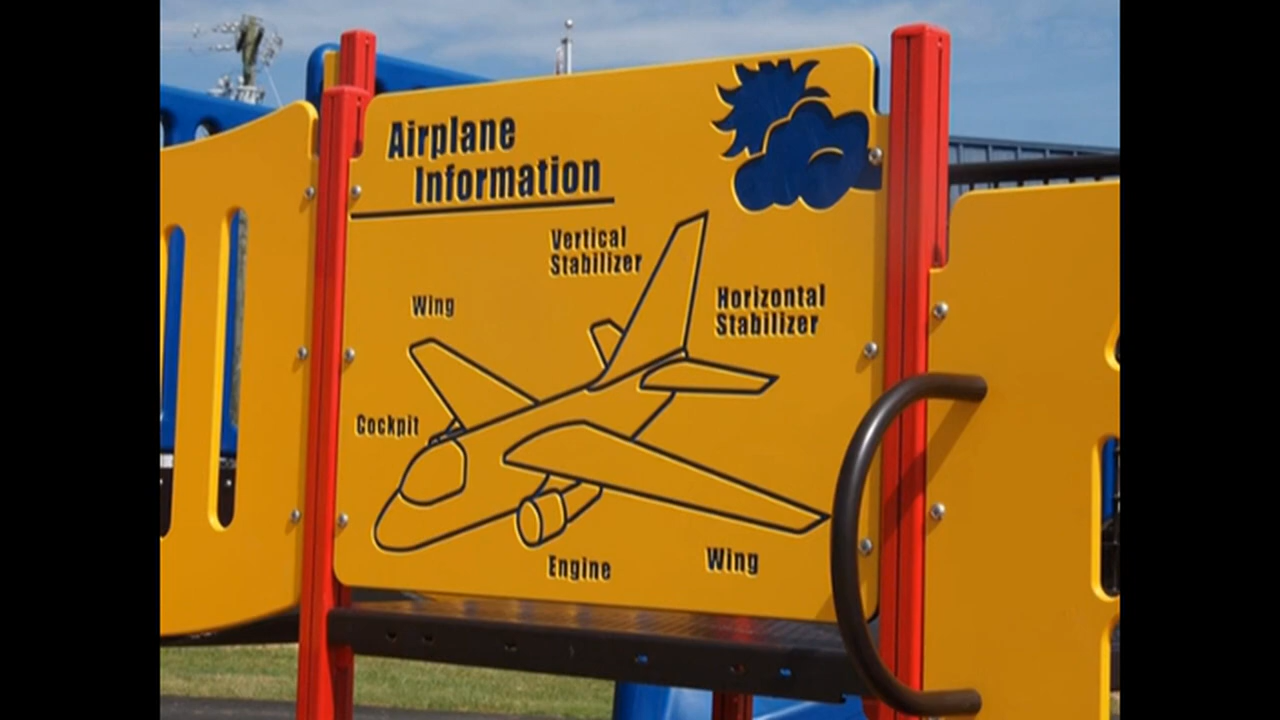 Airplane
Information
Vertical
Stabilizer
Horizontal
Stabilizer
Wing
Cockpit
Engine
Wing